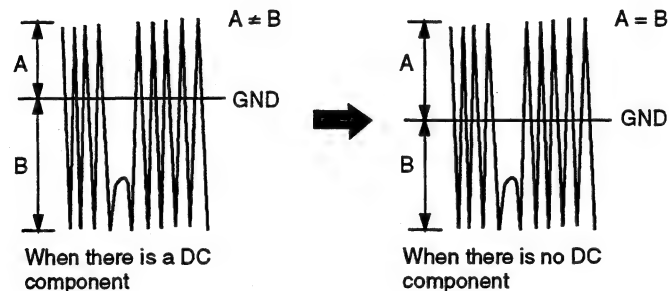 A ≠ B
A
GND
B
When there is a DC
component
A = B
A
GND
B
When there is no DC
component